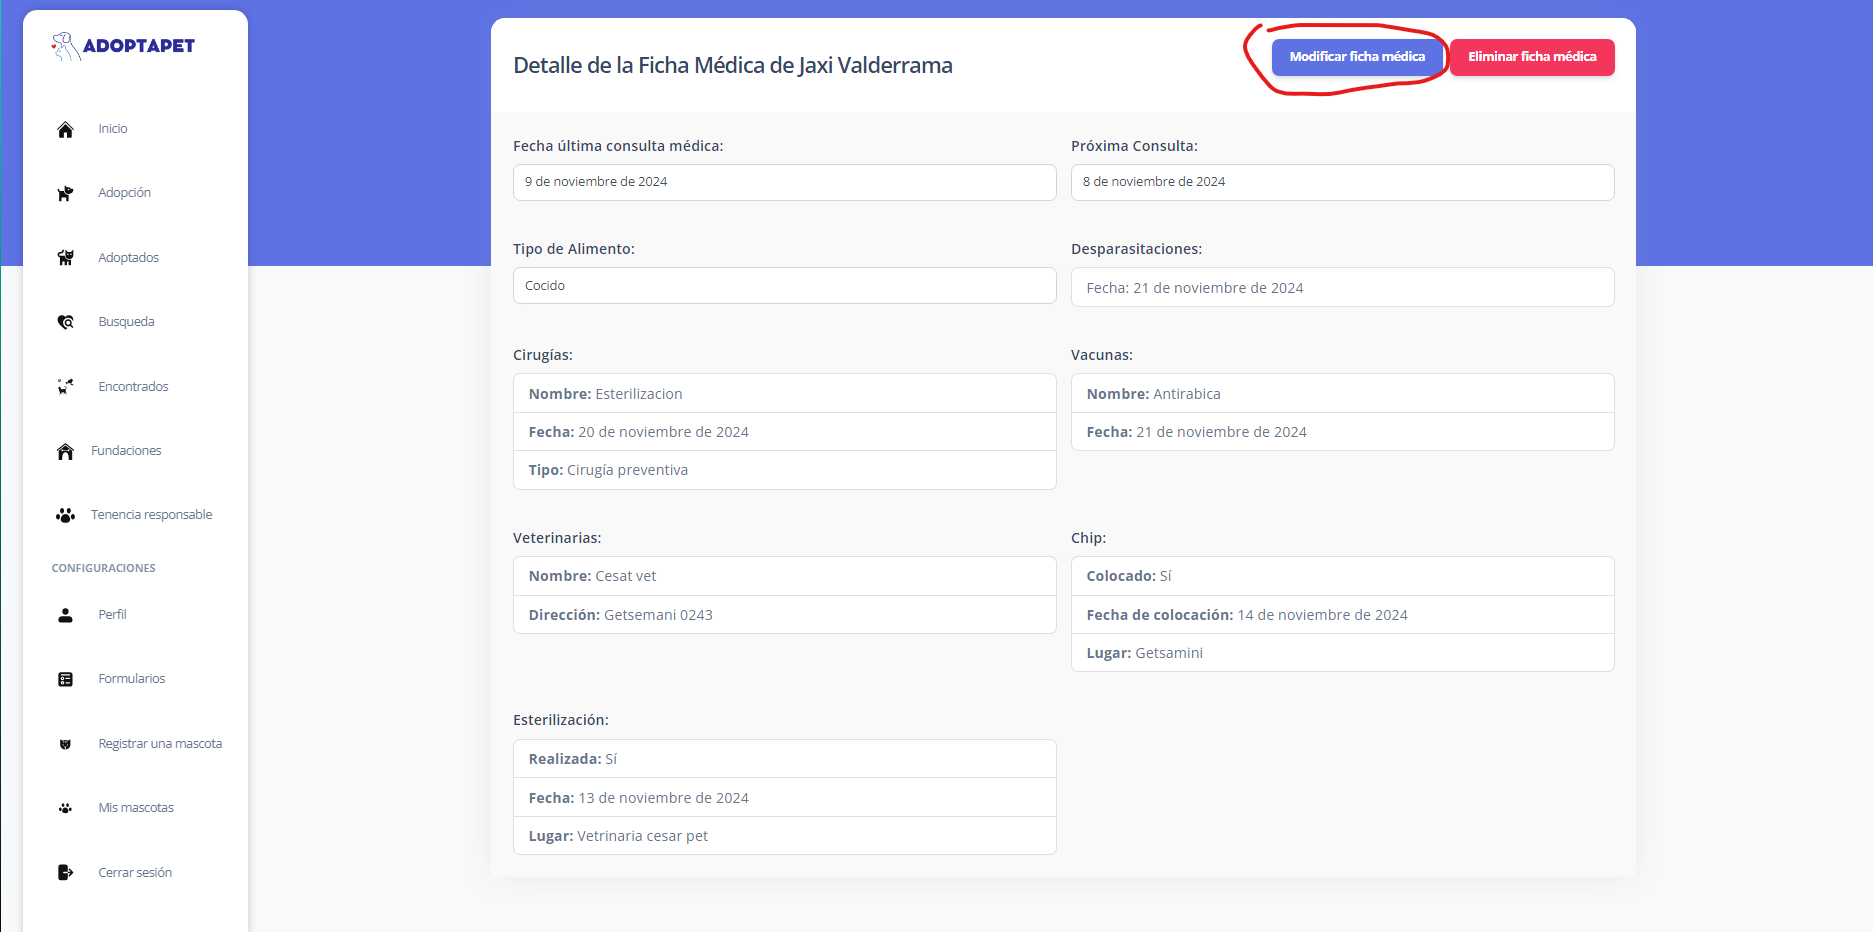 ADOPTAPET
Inicio
Adopción
Adoptados
Busqueda
Encontrados
Fundaciones
Tenencia responsable
CONFIGURACIONES
Perfil
Formularios
Registrar una mascota
Mis mascotas
Cerrar sesión
Detalle de la Ficha Médica de Jaxi Valderrama
Modificar ficha médica
Eliminar ficha médica
Fecha última consulta médica:
9 de noviembre de 2024
Próxima Consulta:
8 de noviembre de 2024
Tipo de Alimento:
Cocido
Desparasitaciones:
Fecha: 21 de noviembre de 2024
Cirugías:
Nombre: Esterilizacion
Fecha: 20 de noviembre de 2024
Tipo: Cirugía preventiva
Vacunas:
Nombre: Antirabica
Fecha: 21 de noviembre de 2024
Veterinarias:
Nombre: Cesat vet
Dirección: Getsemani 0243
Chip:
Colocado: Sí
Fecha de colocación: 14 de noviembre de 2024
Lugar: Getsamini
Esterilización:
Realizada: Sí
Fecha: 13 de noviembre de 2024
Lugar: Vetrinaria cesar pet